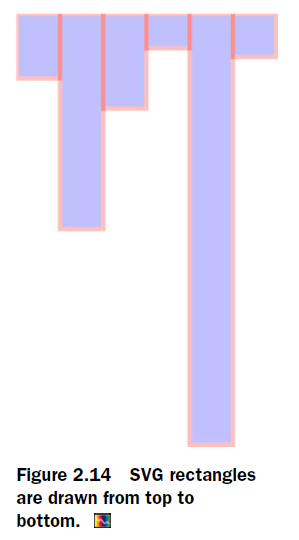 Figure 2.14 SVG rectangles
are drawn from top to
bottom.